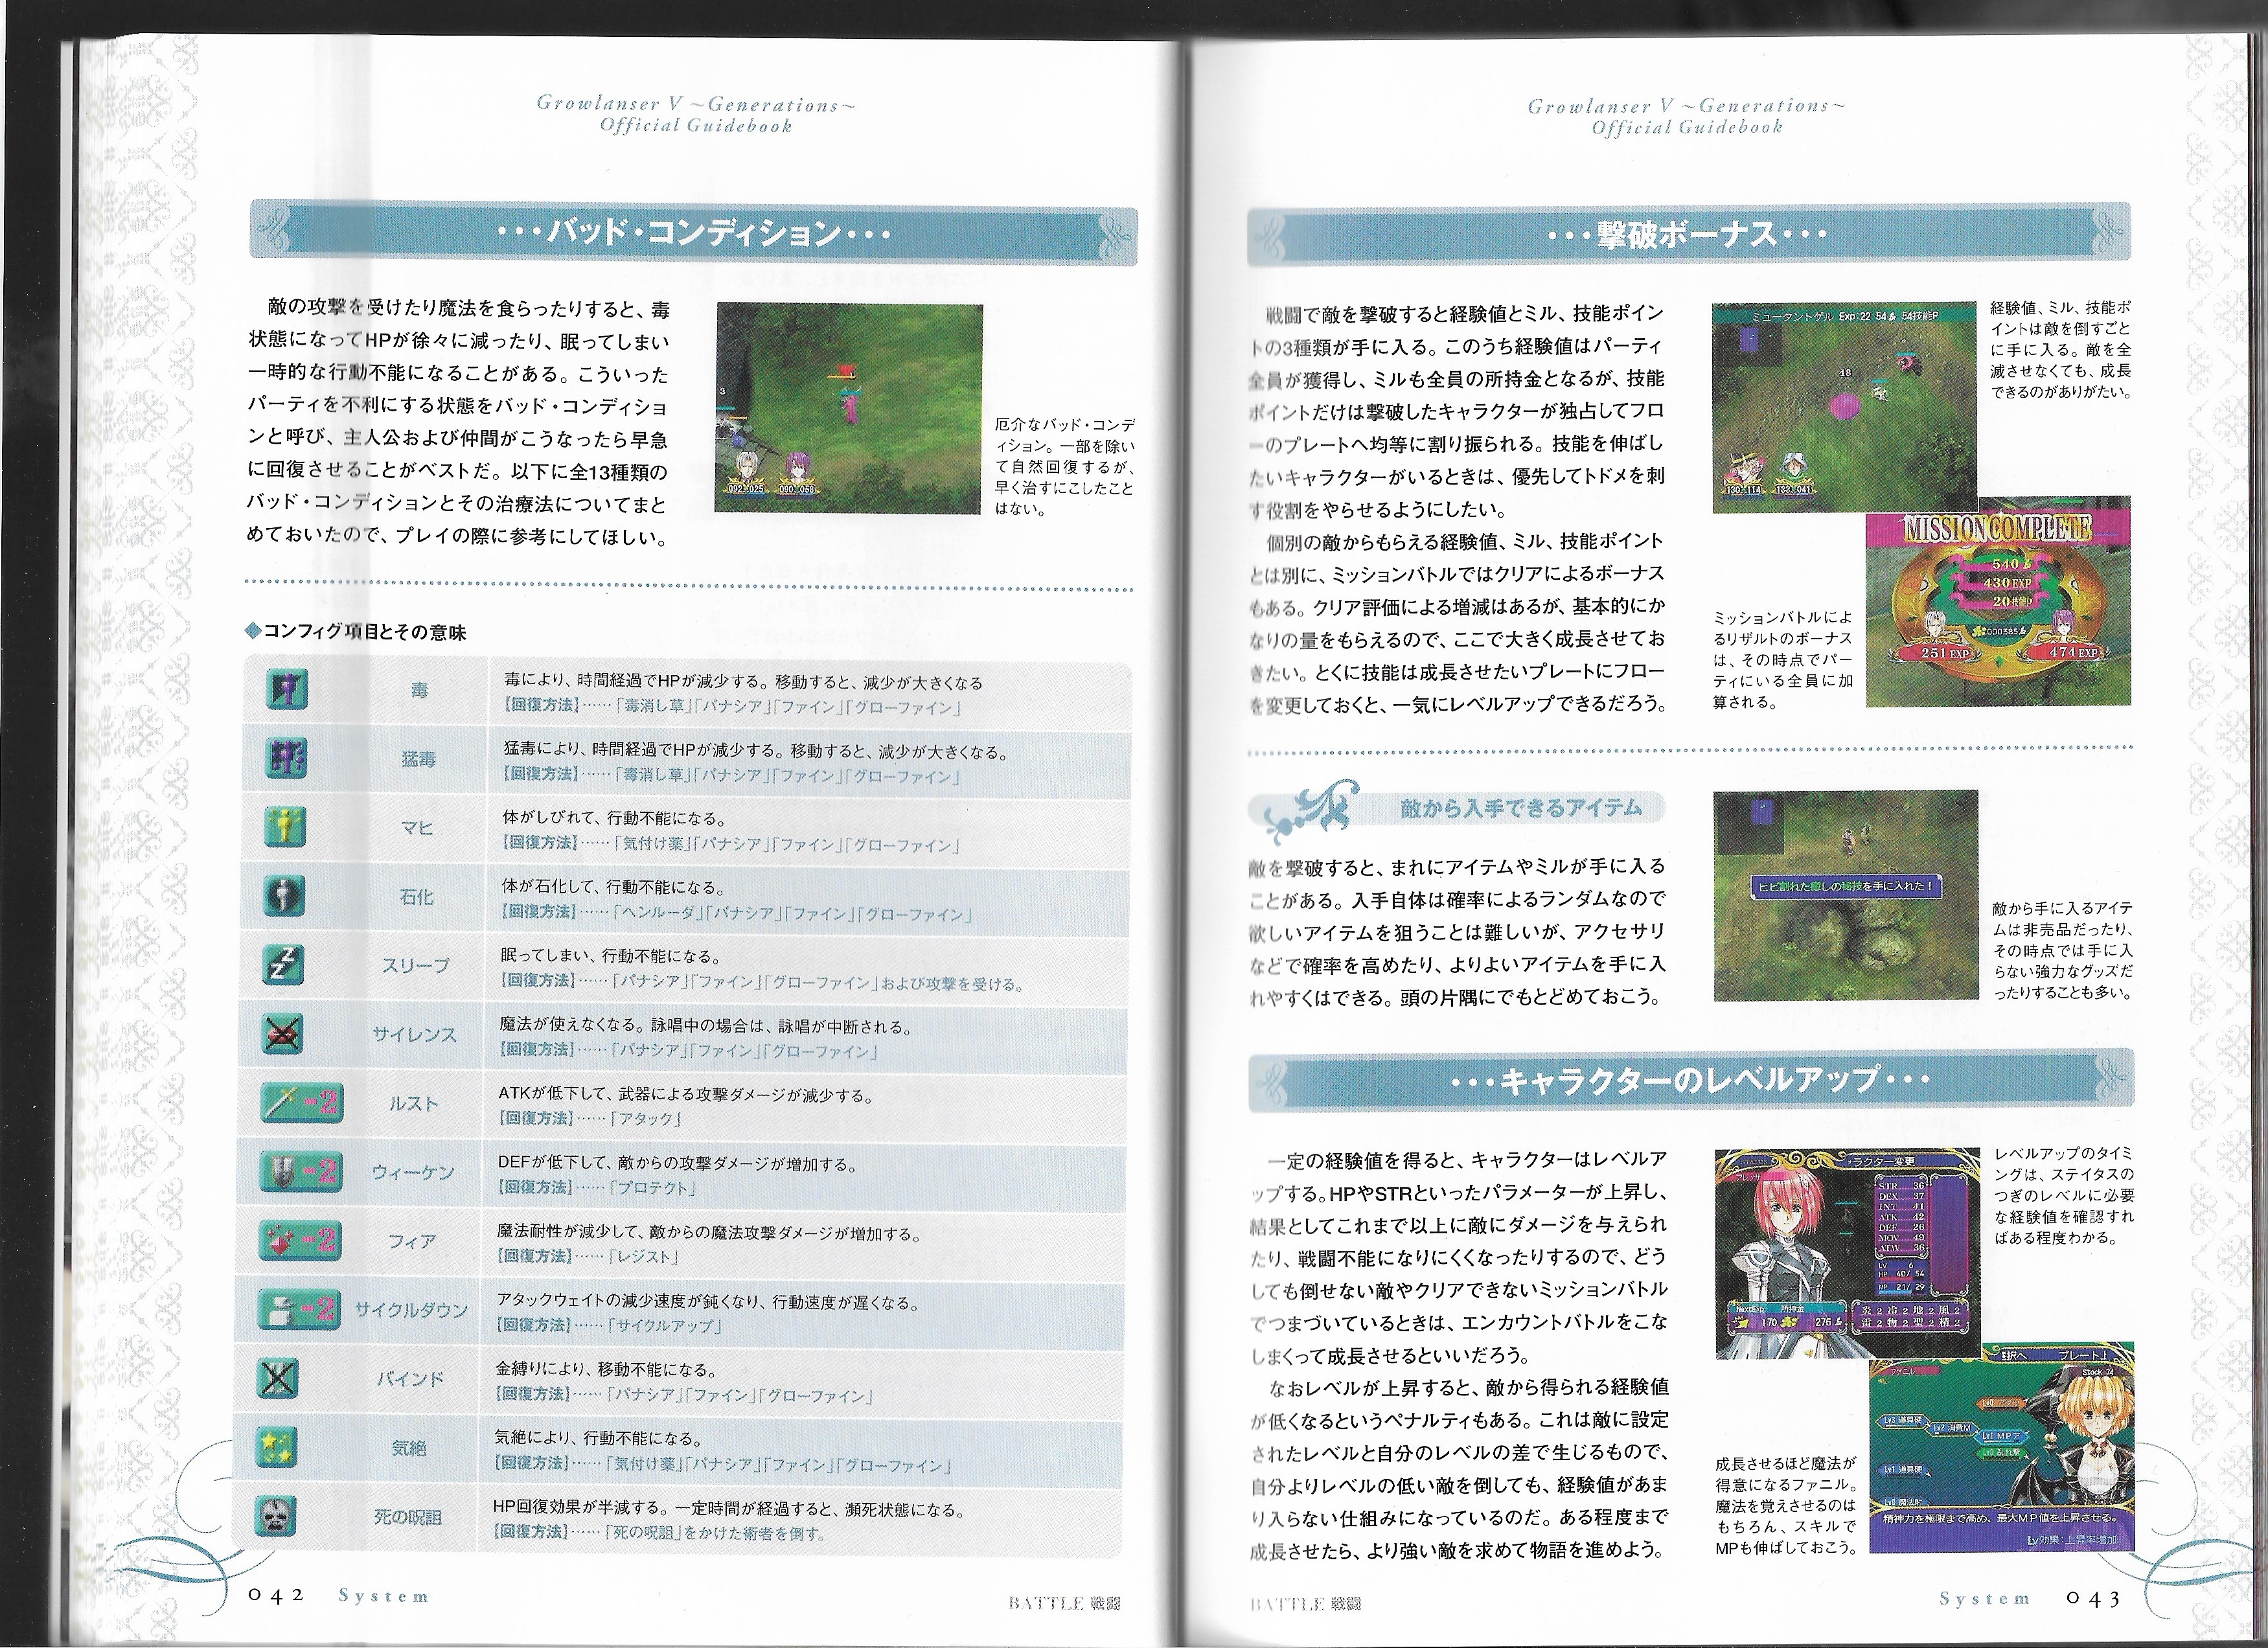 Growlanser V ～Generations～
Official Guidebook
･･･バッド・コンディション･･･
敵の攻撃を受けたり魔法を食らったりすると、毒
状態になってHPが徐々に減ったり、眠ってしまい
一時的な行動不能になることがある。こういった
パーティを不利にする状態をバッド・コンディショ
ンと呼び、主人公および仲間がこうなったら早急
に回復させることがベストだ。以下に全13種類の
バッド・コンディションとその治療法についてまと
めておいたので、プレイの際に参考にしてほしい。
厄介なバッド・コンデ
ィション。一部を除い
て自然回復するが、
早く治すにこしたこと
はない。
◆コンフィグ項目とその意味
毒
毒により、時間経過でHPが減少する。移動すると、減少が大きくなる
【回復方法】……「毒消し草」「パナシア」「ファイン」「グローファイン」
猛毒
猛毒により、時間経過でHPが減少する。移動すると、減少が大きくなる。
【回復方法】……「毒消し草」「パナシア」「ファイン」「グローファイン」
マヒ
体がしびれて、行動不能になる。
【回復方法】……「気付け薬」「パナシア」「ファイン」「グローファイン」
石化
体が石化して、行動不能になる。
【回復方法】……「ヘンルーダ」「パナシア」「ファイン」「グローファイン」
スリープ
眠ってしまい、行動不能になる。
【回復方法】……「パナシア」「ファイン」「グローファイン」および攻撃を受ける。
サイレンス
魔法が使えなくなる。詠唱中の場合は、詠唱が中断される。
【回復方法】……「パナシア」「ファイン」「グローファイン」
-2
ルスト
ATKが低下して、武器による攻撃ダメージが減少する。
【回復方法】……「アタック」
-2
ウィーケン
DEFが低下して、敵からの攻撃ダメージが増加する。
【回復方法】……「プロテクト」
-2
フィア
魔法耐性が減少して、敵からの魔法攻撃ダメージが増加する。
【回復方法】……「レジスト」
-2
サイクルダウン
アタックウェイトの減少速度が鈍くなり、行動速度が遅くなる。
【回復方法】……「サイクルアップ」
バインド
金縛りにより、移動不能になる。
【回復方法】……「パナシア」「ファイン」「グローファイン」
気絶
気絶により、行動不能になる。
【回復方法】……「気付け薬」「パナシア」「ファイン」「グローファイン」
死の呪詛
HP回復効果が半減する。一定時間が経過すると、瀕死状態になる。
【回復方法】……「死の呪詛」をかけた術者を倒す。
042 System
BATTLE 戦闘
Growlanser V ～Generations～
Official Guidebook
･･･撃破ボーナス･･･
戦闘で敵を撃破すると経験値とミル、技能ポイン
トの3種類が手に入る。このうち経験値はパーティ
全員が獲得し、ミルも全員の所持金となるが、技能
ポイントだけは撃破したキャラクターが独占してフロ
ーのプレートへ均等に割り振られる。技能を伸ばし
たいキャラクターがいるときは、優先してトドメを刺
す役割をやらせるようにしたい。
個別の敵からもらえる経験値、ミル、技能ポイント
とは別に、ミッションバトルではクリアによるボーナス
もある。クリア評価による増減はあるが、基本的にか
なりの量をもらえるので、ここで大きく成長させてお
きたい。とくに技能は成長させたいプレートにフロー
を変更しておくと、一気にレベルアップできるだろう。
ミュータントゲル Exp:22 54 54技能P
18
経験値、ミル、技能ポ
イントは敵を倒すごと
に手に入る。敵を全
滅させなくても、成長
できるのがありがたい。
MISSION COMPLETE
540
430 EXP
20 技能P
000385
251 EXP
474 EXP
ミッションバトルによ
るリザルトのボーナス
は、その時点でパー
ティにいる全員に加
算される。
敵から入手できるアイテム
敵を撃破すると、まれにアイテムやミルが手に入る
ことがある。入手自体は確率によるランダムなので
欲しいアイテムを狙うことは難しいが、アクセサリ
などで確率を高めたり、よりよいアイテムを手に入
れやすくはできる。頭の片隅にでもとどめておこう。
ヒビ割れた癒しの秘技を手に入れた！
敵から手に入るアイテ
ムは非売品だったり、
その時点では手に入
らない強力なグッズだ
ったりすることも多い。
･･･キャラクターのレベルアップ･･･
一定の経験値を得ると、キャラクターはレベルア
ップする。HPやSTRといったパラメーターが上昇し、
結果としてこれまで以上に敵にダメージを与えられ
たり、戦闘不能になりにくくなったりするので、どう
しても倒せない敵やクリアできないミッションバトル
でつまづいているときは、エンカウントバトルをこな
しまくって成長させるといいだろう。
なおレベルが上昇すると、敵から得られる経験値
が低くなるというペナルティもある。これは敵に設定
されたレベルと自分のレベルの差で生じるもので、
自分よりレベルの低い敵を倒しても、経験値があま
り入らない仕組みになっているのだ。ある程度まで
成長させたら、より強い敵を求めて物語を進めよう。
ラクター変更
STR 36
DEX 37
INT 41
ATK 42
DEF 26
MOV 49
ATW 36
LV 6
HP 40/ 54
MP 21/ 29
NextExp 所持金
170 276
炎 2 冷 2 地 2 風 2
雷 2 物 2 聖 2 精 2
レベルアップのタイミ
ングは、ステイタスの
つぎのレベルに必要
な経験値を確認すれ
ばある程度わかる。
択へ プレート上
ファニル
Stock 74
精神力を極限まで高め、最大MP値を上昇させる。
Lv効果：上昇率増加
成長させるほど魔法が
得意になるファニル。
魔法を覚えさせるのは
もちろん、スキルで
MPも伸ばしておこう。
BATTLE 戦闘
System 043